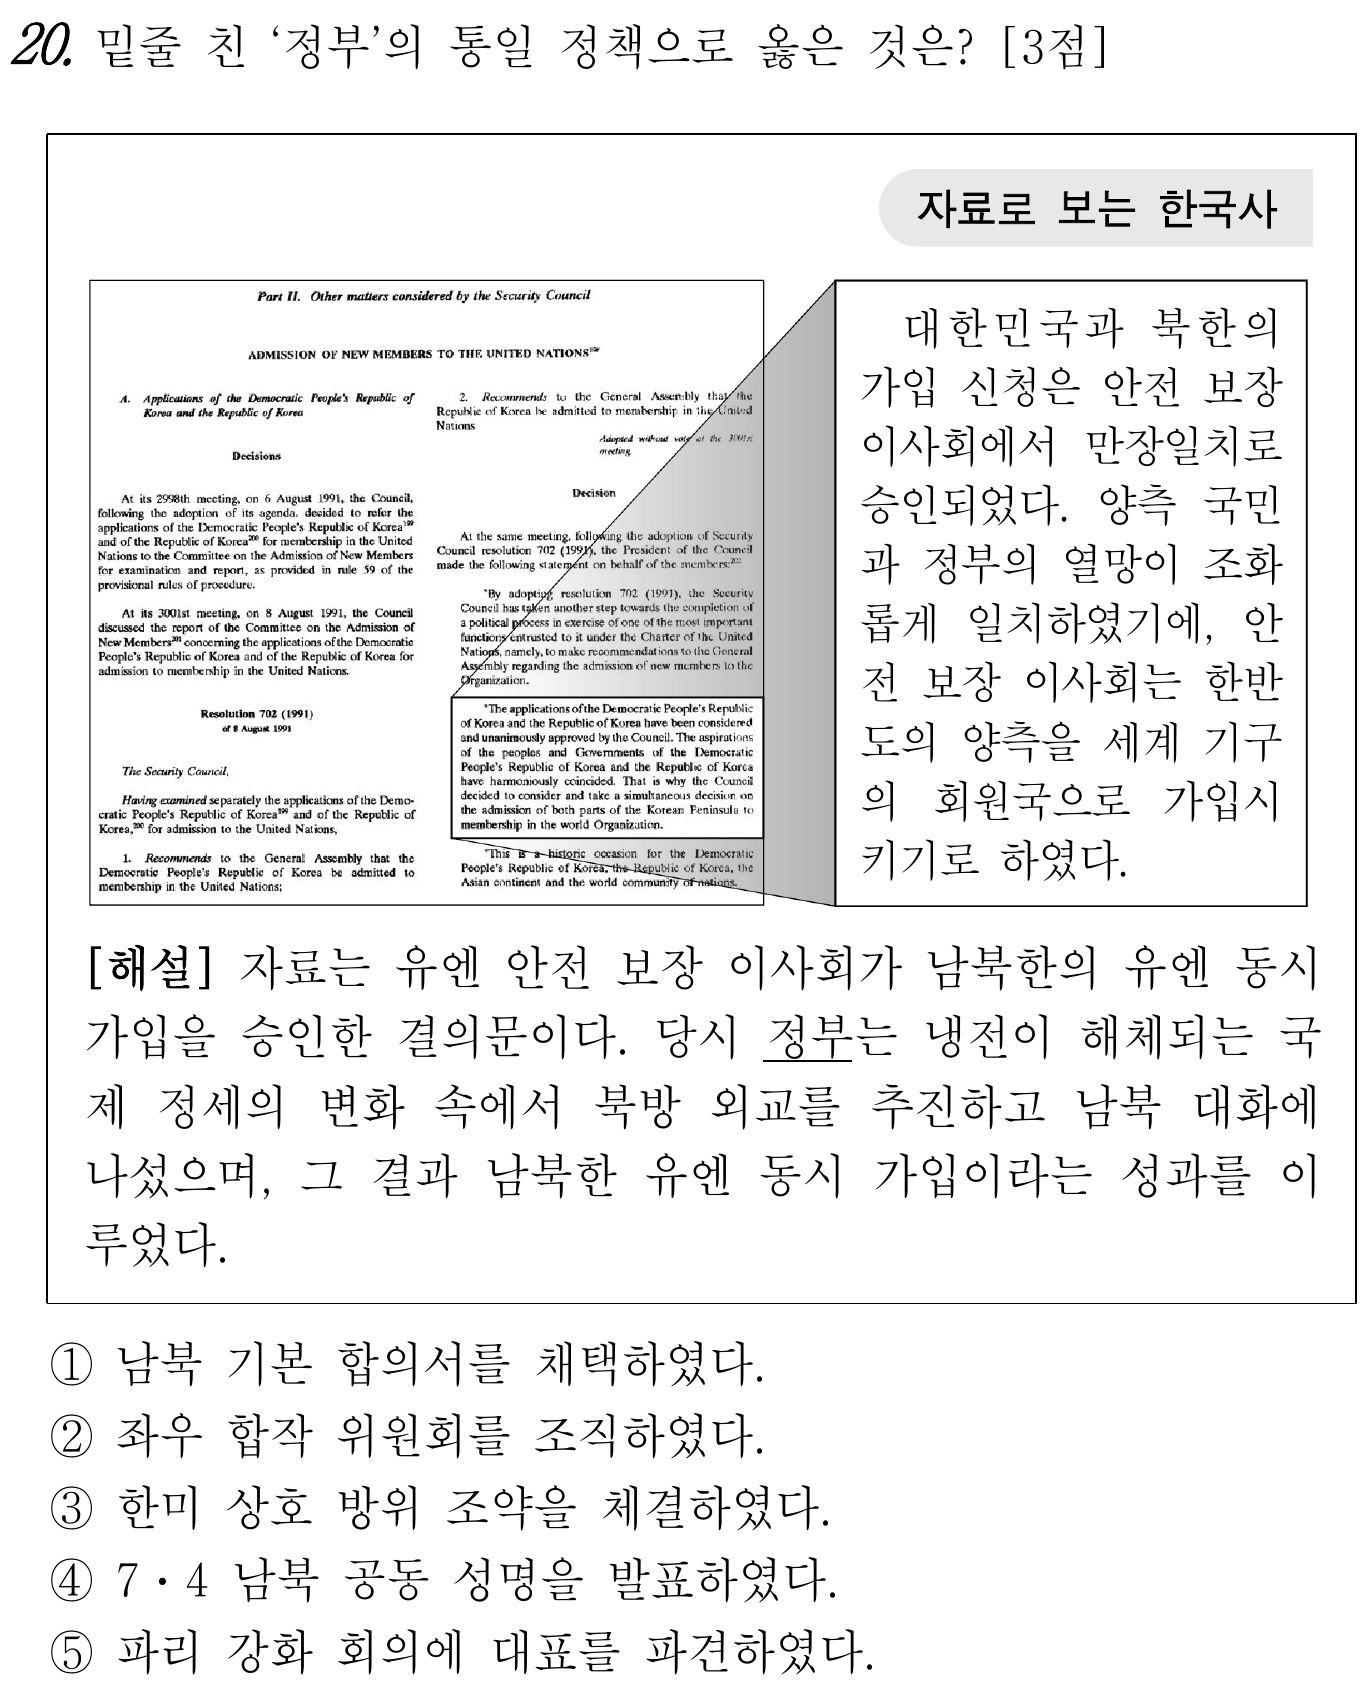 20. 밑줄 친 ‘정부’의 통일 정책으로 옳은 것은? [3점]
자료로 보는 한국사
Part II. Other matters considered by the Security Council
ADMISSION OF NEW MEMBERS TO THE UNITED NATIONS
A. Applications of the Democratic People's Republic of
Korea and the Republic of Korea
Decisions
At its 2998th meeting, on 6 August 1991, the Council,
following the adoption of its agenda, decided to refer the
applications of the Democratic People's Republic of Korea¹⁹⁹
and of the Republic of Korea²⁰⁰ for membership in the United
Nations to the Committee on the Admission of New Members
for examination and report, as provided in rule 59 of the
provisional rules of procedure.
At its 3001st meeting, on 8 August 1991, the Council
discussed the report of the Committee on the Admission of
New Members²⁰¹ concerning the applications of the Democratic
People's Republic of Korea and of the Republic of Korea for
admission to membership in the United Nations.
Resolution 702 (1991)
of 8 August 1991
The Security Council,
Having examined separately the applications of the Demo-
cratic People's Republic of Korea¹⁹⁹ and of the Republic of
Korea,²⁰⁰ for admission to the United Nations,
1. Recommends to the General Assembly that the
Democratic People's Republic of Korea be admitted to
membership in the United Nations;
2. Recommends to the General Assembly that the
Republic of Korea be admitted to membership in the United
Nations
Adopted without vote at the 3001st
meeting
Decision
At the same meeting, following the adoption of Security
Council resolution 702 (1991), the President of the Council
made the following statement on behalf of the members:²⁰²
"By adopting resolution 702 (1991), the Security
Council has taken another step towards the completion of
a political process in exercise of one of the most important
functions entrusted to it under the Charter of the United
Nations, namely, to make recommendations to the General
Assembly regarding the admission of new members to the
Organization.
"The applications of the Democratic People's Republic
of Korea and the Republic of Korea have been considered
and unanimously approved by the Council. The aspirations
of the peoples and Governments of the Democratic
People's Republic of Korea and the Republic of Korea
have harmoniously coincided. That is why the Council
decided to consider and take a simultaneous decision on
the admission of both parts of the Korean Peninsula to
membership in the world Organization.
"This is a historic occasion for the Democratic
People's Republic of Korea, the Republic of Korea, the
Asian continent and the world community of nations.
대한민국과 북한의
가입 신청은 안전 보장
이사회에서 만장일치로
승인되었다. 양측 국민
과 정부의 열망이 조화
롭게 일치하였기에, 안
전 보장 이사회는 한반
도의 양측을 세계 기구
의 회원국으로 가입시
키기로 하였다.
[해설] 자료는 유엔 안전 보장 이사회가 남북한의 유엔 동시
가입을 승인한 결의문이다. 당시 정부는 냉전이 해체되는 국
제 정세의 변화 속에서 북방 외교를 추진하고 남북 대화에
나섰으며, 그 결과 남북한 유엔 동시 가입이라는 성과를 이
루었다.
① 남북 기본 합의서를 채택하였다.
② 좌우 합작 위원회를 조직하였다.
③ 한미 상호 방위 조약을 체결하였다.
④ 7·4 남북 공동 성명을 발표하였다.
⑤ 파리 강화 회의에 대표를 파견하였다.